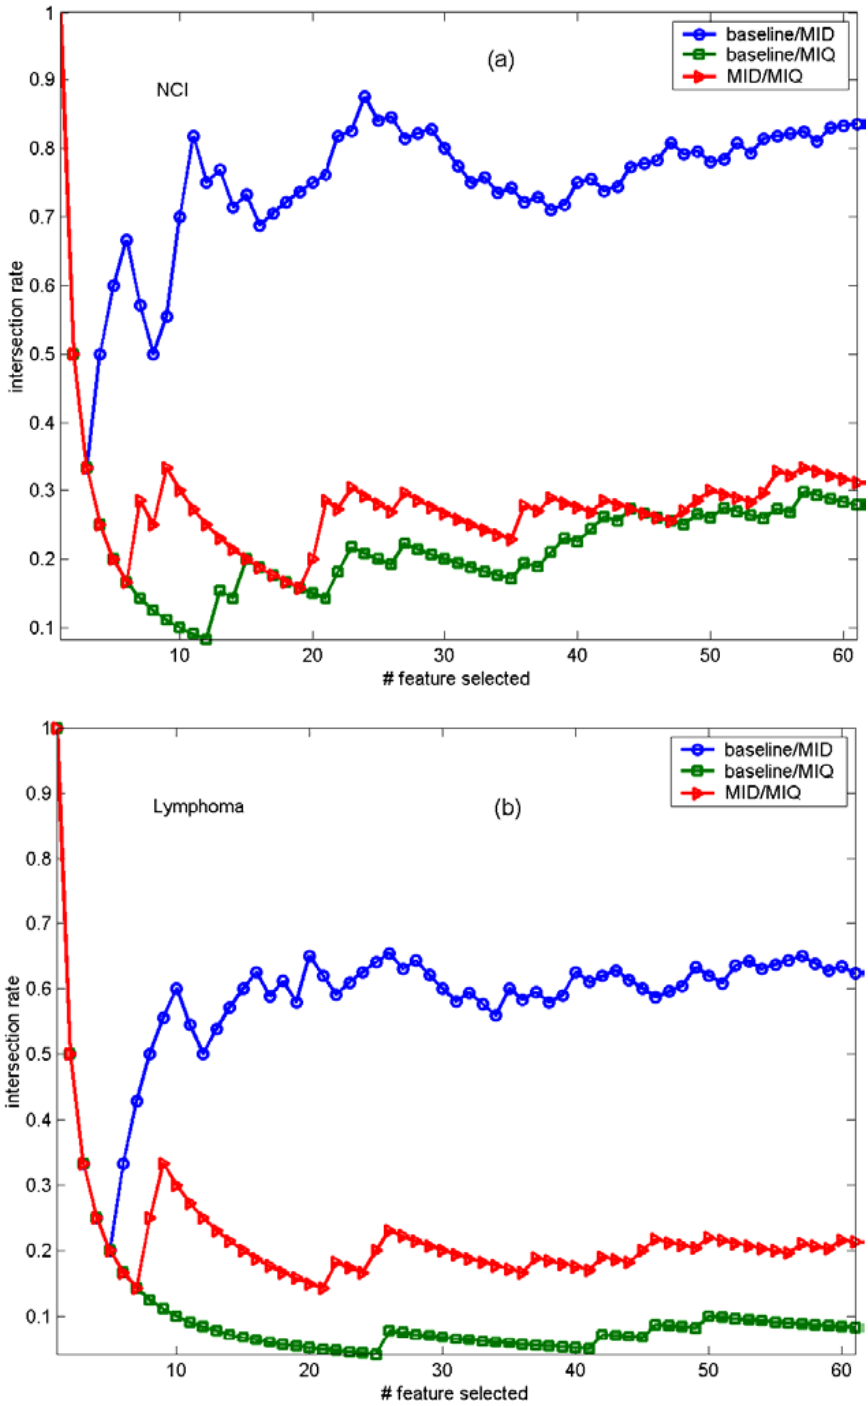 1
0.9
0.8
0.7
0.6
0.5
0.4
0.3
0.2
0.1
intersection rate
NCI
(a)
baseline/MID
baseline/MIQ
MID/MIQ
10 20 30 40 50 60
# feature selected
1
0.9
0.8
0.7
0.6
0.5
0.4
0.3
0.2
0.1
intersection rate
Lymphoma
(b)
baseline/MID
baseline/MIQ
MID/MIQ
10 20 30 40 50 60
# feature selected